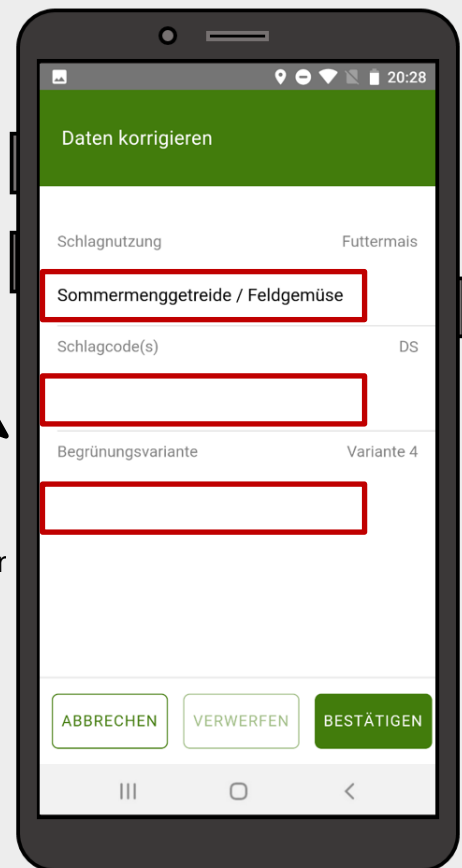 20:28
Daten korrigieren
Schlagnutzung Futtermais
Sommermenggetreide / Feldgemüse
Schlagcode(s) DS
Begrünungsvariante Variante 4
r
ABBRECHEN VERWERFEN BESTÄTIGEN